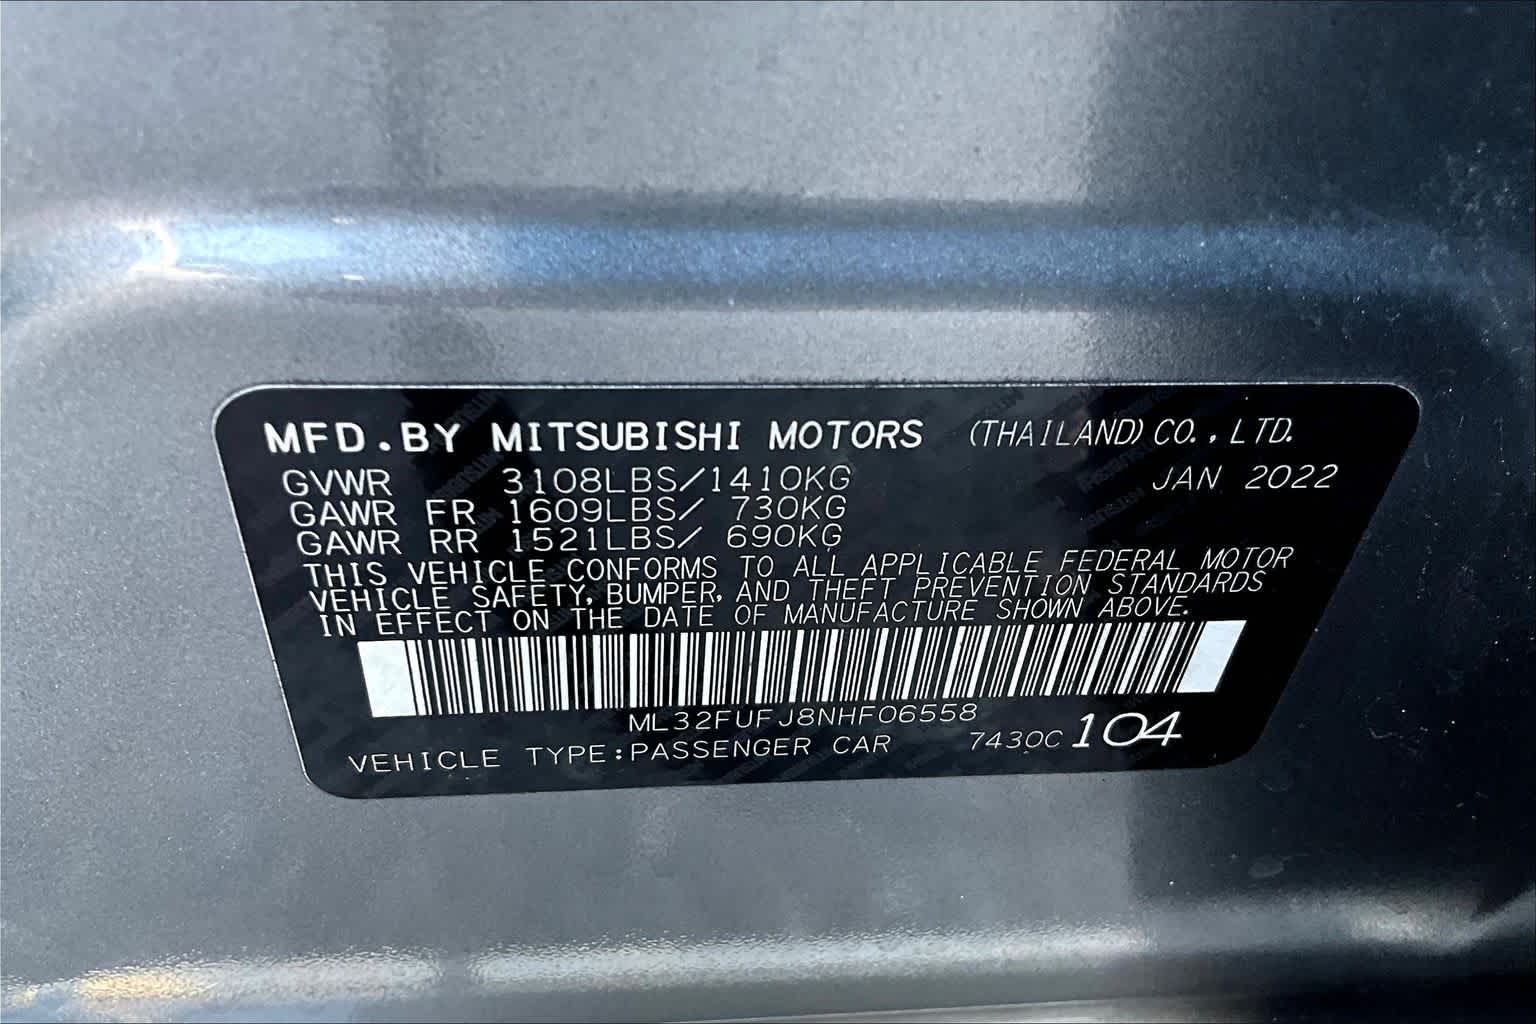 MFD.BY MITSUBISHI MOTORS (THAILAND) CO.,LTD.
GVWR 3108LBS/1410KG JAN 2022
GAWR FR 1609LBS/ 730KG
GAWR RR 1521LBS/ 690KG
THIS VEHICLE CONFORMS TO ALL APPLICABLE FEDERAL MOTOR
VEHICLE SAFETY, BUMPER, AND THEFT PREVENTION STANDARDS
IN EFFECT ON THE DATE OF MANUFACTURE SHOWN ABOVE.
ML32FUFJ8NHF06558
VEHICLE TYPE:PASSENGER CAR 7430C 104